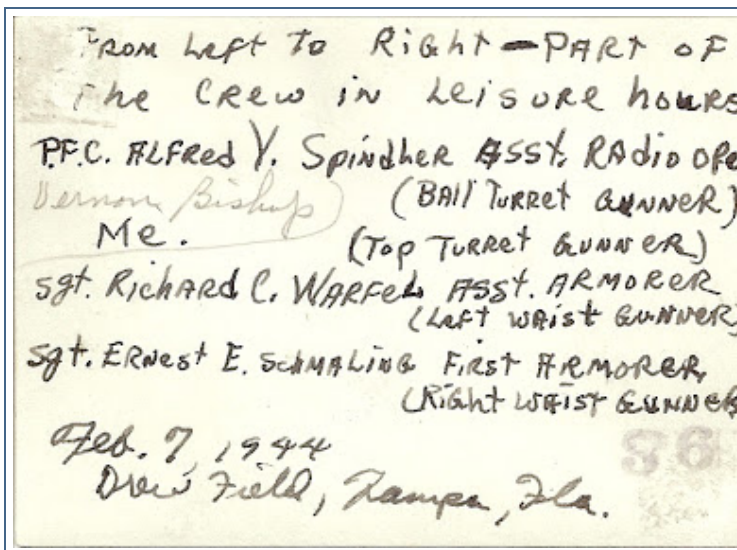 From Left To Right - PART OF
The CREW in Leisure hours
P.F.C. ALFRed V. Spindher ASST. RAdio OPe
Vernon Bishop) (BAll TURRet GUNNER)
Me. (Top TURRet GUNNER)
Sgt. RichARd C. WARFeL ASST. ARMORER
(LeFt WAIST GUNNER)
Sgt. ERNest E. SCHMALING FIRST ARMORER,
(Right WAIST GUNNER
Feb. 7, 1944
36
Drew Field, Tampa, Fla.